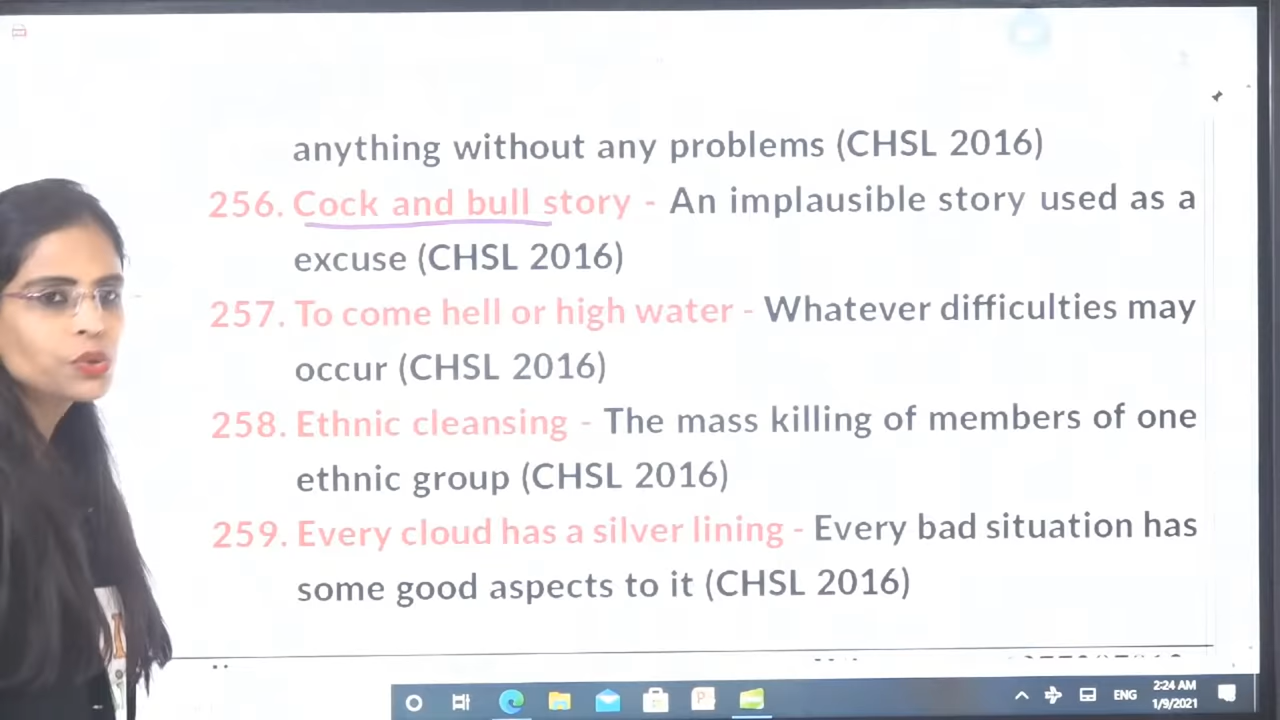 anything without any problems (CHSL 2016)
256. Cock and bull story - An implausible story used as a
excuse (CHSL 2016)
257. To come hell or high water - Whatever difficulties may
occur (CHSL 2016)
258. Ethnic cleansing - The mass killing of members of one
ethnic group (CHSL 2016)
259. Every cloud has a silver lining - Every bad situation has
some good aspects to it (CHSL 2016)
ENG
2:24 AM
1/9/2021